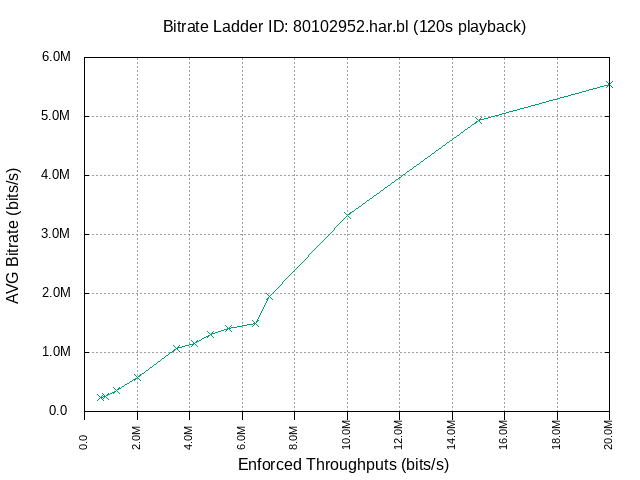 Bitrate Ladder ID: 80102952.har.bl (120s playback)
6.0M
5.0M
4.0M
3.0M
2.0M
1.0M
0.0
AVG Bitrate (bits/s)
0.0 2.0M 4.0M 6.0M 8.0M 10.0M 12.0M 14.0M 16.0M 18.0M 20.0M
Enforced Throughputs (bits/s)